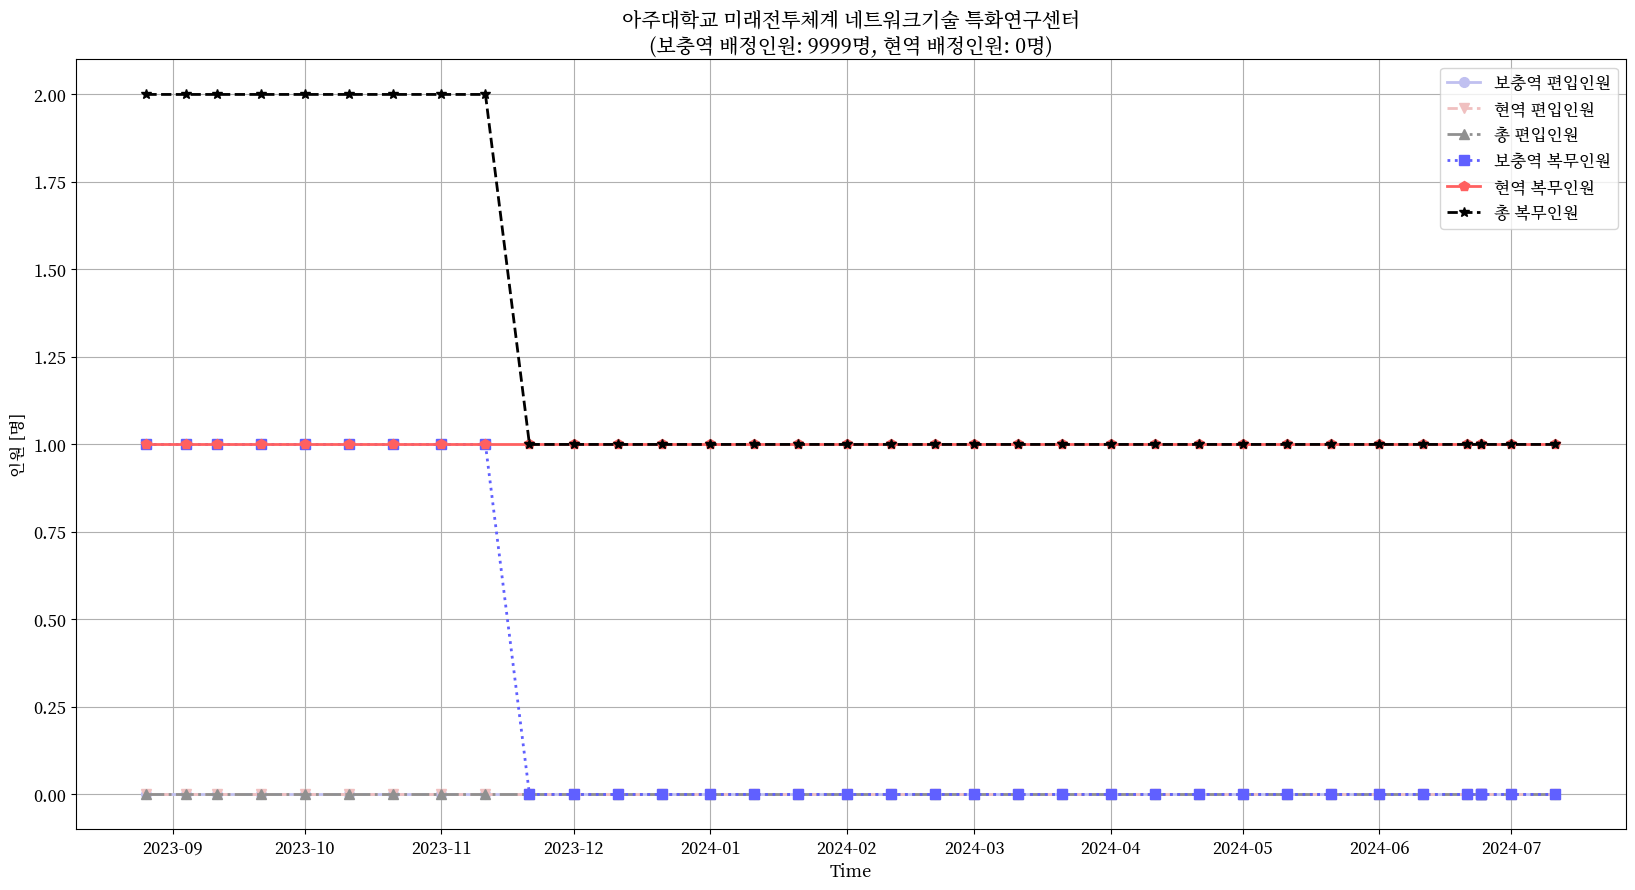 아주대학교 미래전투체계 네트워크기술 특화연구센터
(보충역 배정인원: 9999명, 현역 배정인원: 0명)
보충역 편입인원
현역 편입인원
총 편입인원
보충역 복무인원
현역 복무인원
총 복무인원
인원 [명]
2.00
1.75
1.50
1.25
1.00
0.75
0.50
0.25
0.00
2023-09 2023-10 2023-11 2023-12 2024-01 2024-02 2024-03 2024-04 2024-05 2024-06 2024-07
Time